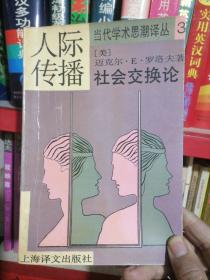 人际传播
当代学术思潮译丛 3
[美]
迈克尔·E·罗洛夫著
社会交换论
上海译文出版社
实用英汉词典